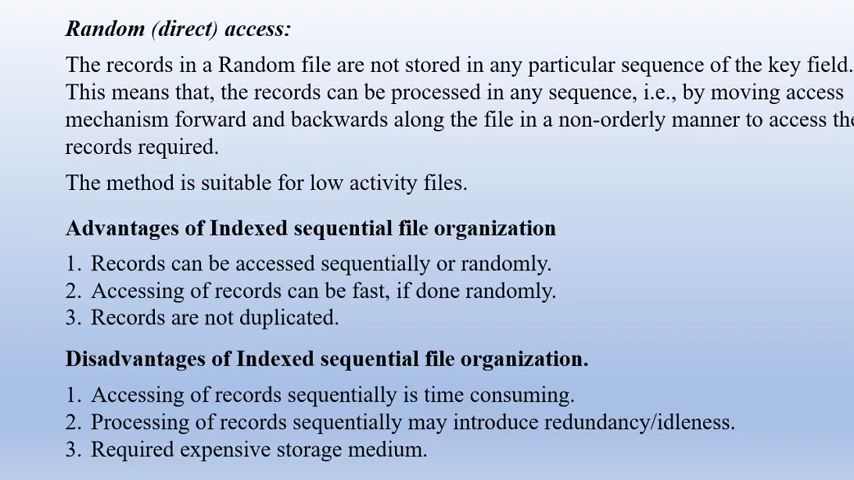 Random (direct) access:
The records in a Random file are not stored in any particular sequence of the key field.
This means that, the records can be processed in any sequence, i.e., by moving access
mechanism forward and backwards along the file in a non-orderly manner to access the
records required.
The method is suitable for low activity files.
Advantages of Indexed sequential file organization
1. Records can be accessed sequentially or randomly.
2. Accessing of records can be fast, if done randomly.
3. Records are not duplicated.
Disadvantages of Indexed sequential file organization.
1. Accessing of records sequentially is time consuming.
2. Processing of records sequentially may introduce redundancy/idleness.
3. Required expensive storage medium.